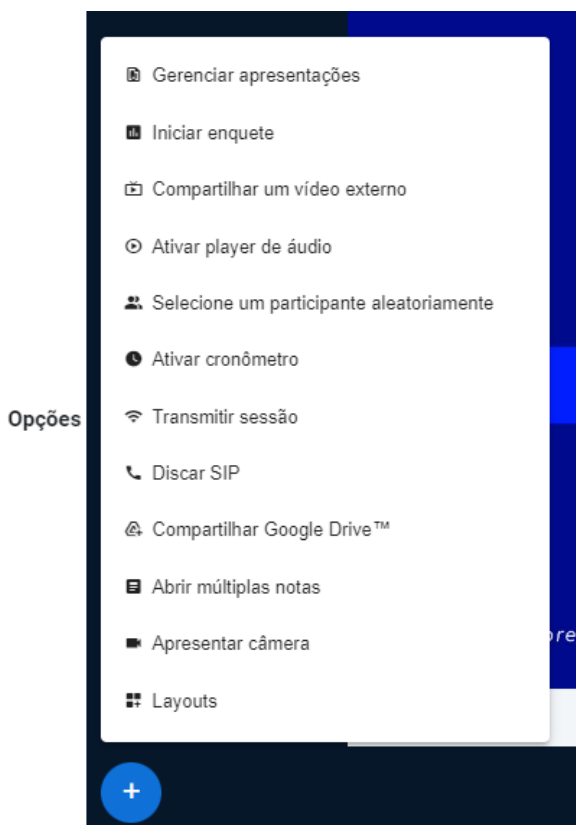 Gerenciar apresentações
Iniciar enquete
Compartilhar um vídeo externo
Ativar player de áudio
Selecione um participante aleatoriamente
Ativar cronômetro
Opções
Transmitir sessão
Discar SIP
Compartilhar Google Drive™
Abrir múltiplas notas
Apresentar câmera
Layouts
+